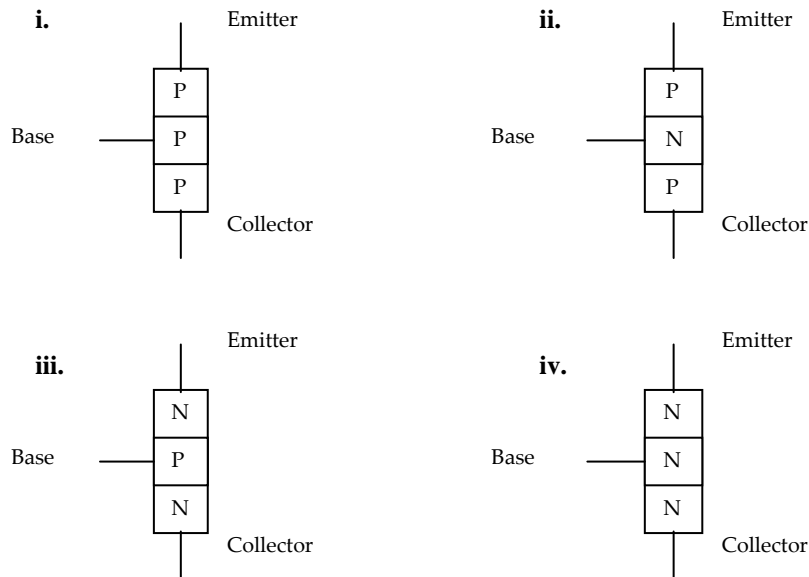 i.
Emitter
P
Base
P
P
Collector
ii.
Emitter
P
Base
N
P
Collector
iii.
Emitter
N
Base
P
N
Collector
iv.
Emitter
N
Base
N
N
Collector